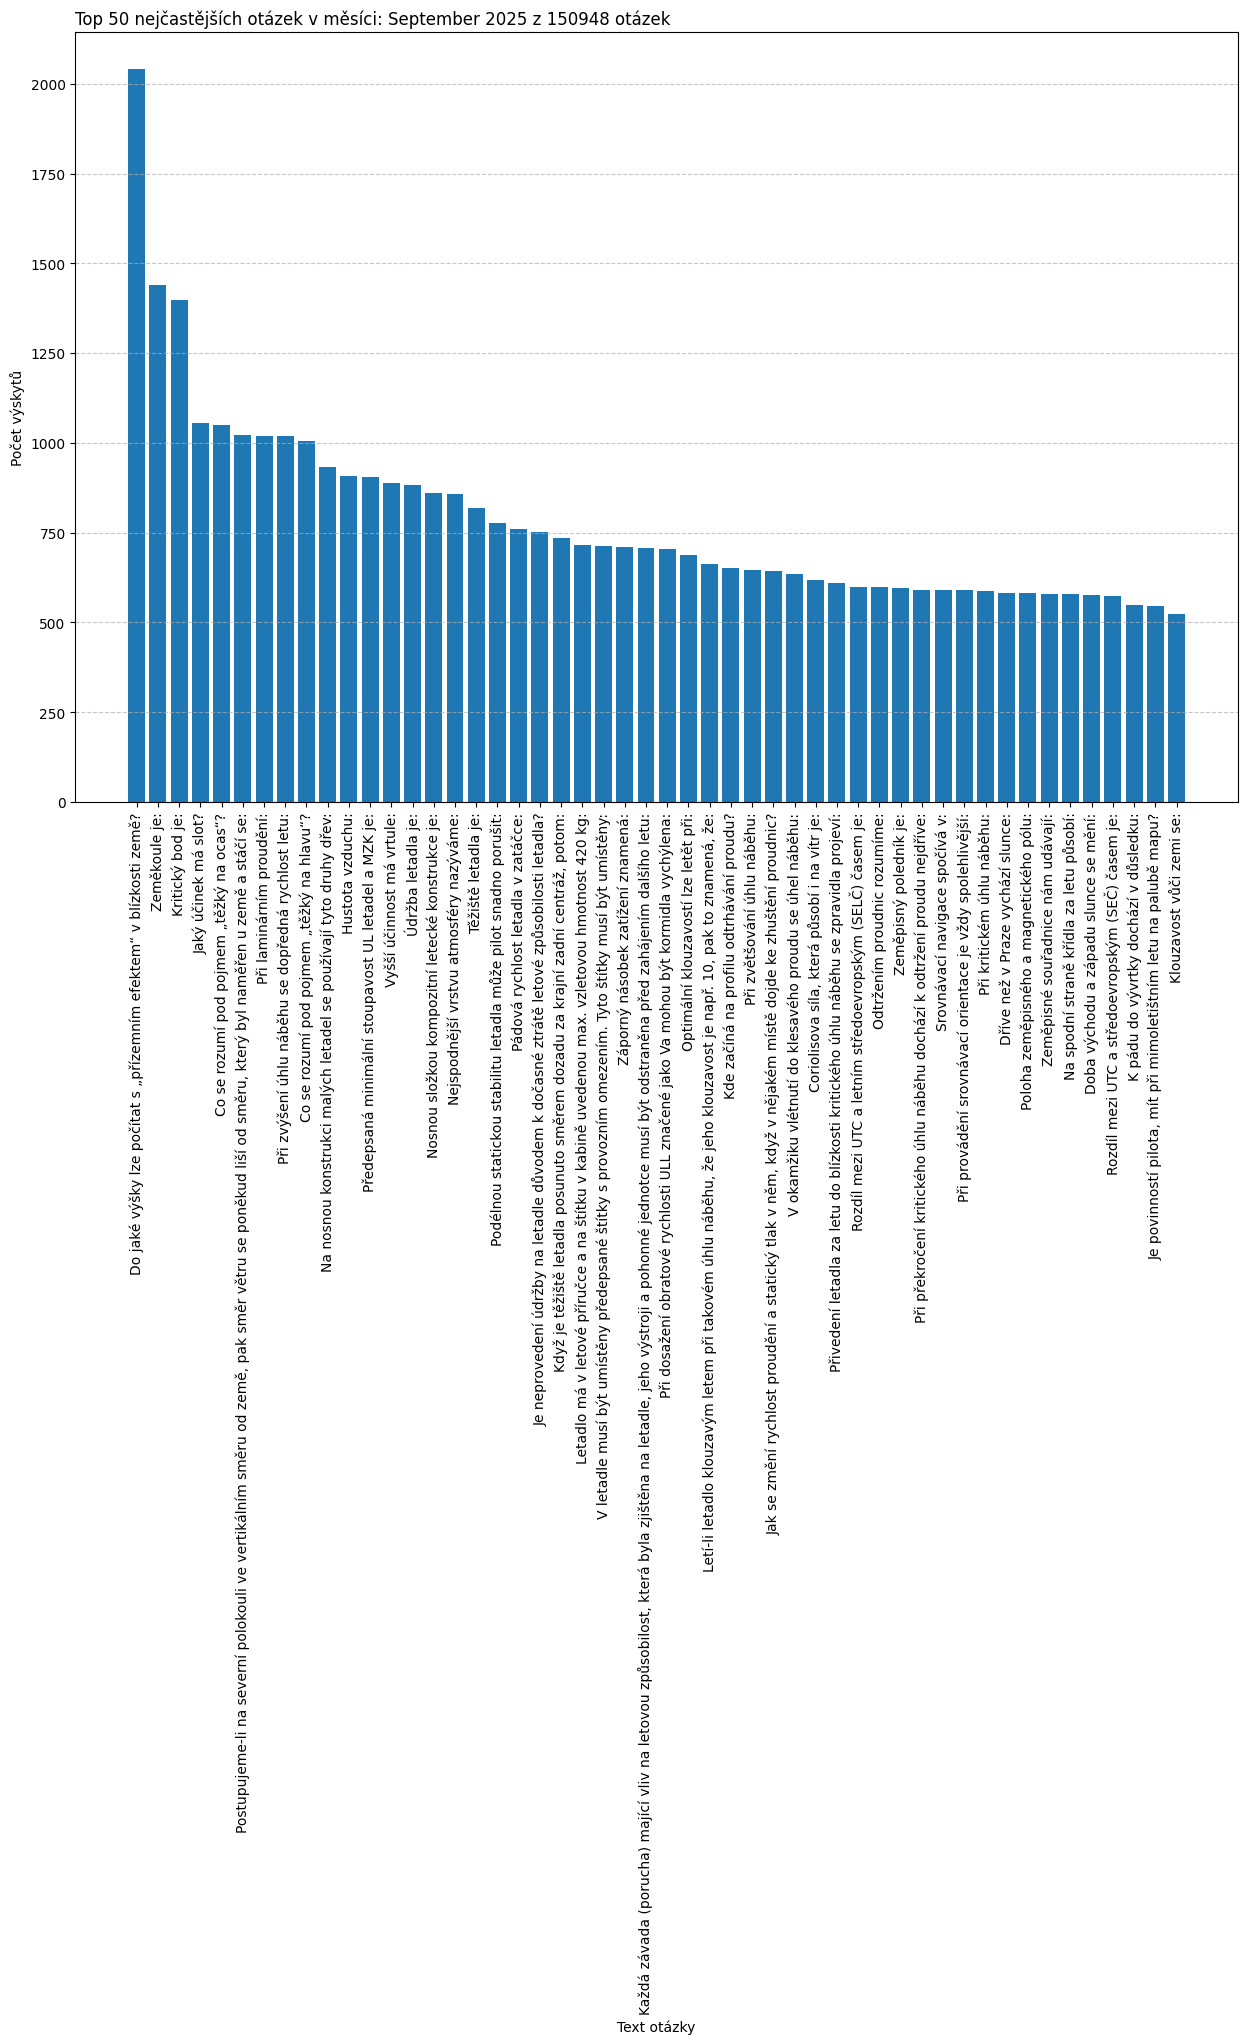 Top 50 nejčastějších otázek v měsíci: September 2025 z 150948 otázek
Počet výskytů
2000
1750
1500
1250
1000
750
500
250
0
Do jaké výšky lze počítat s „přízemním efektem“ v blízkosti země?
Zeměkoule je:
Kritický bod je:
Jaký účinek má slot?
Co se rozumí pod pojmem „těžký na ocas“?
Postupujeme-li na severní polokouli ve vertikálním směru od země, pak směr větru se poněkud liší od směru, který byl naměřen u země a stáčí se:
Při laminárním proudění:
Při zvýšení úhlu náběhu se dopředná rychlost letu:
Co se rozumí pod pojmem „těžký na hlavu“?
Na nosnou konstrukci malých letadel se používají tyto druhy dřev:
Hustota vzduchu:
Předepsaná minimální stoupavost UL letadel a MZK je:
Vyšší účinnost má vrtule:
Údržba letadla je:
Nosnou složkou kompozitní letecké konstrukce je:
Nejspodnější vrstvu atmosféry nazýváme:
Těžiště letadla je:
Podélnou statickou stabilitu letadla může pilot snadno porušit:
Pádová rychlost letadla v zatáčce:
Je neprovedení údržby na letadle důvodem k dočasné ztrátě letové způsobilosti letadla?
Když je těžiště letadla posunuto směrem dozadu za krajní zadní centráž, potom:
Letadlo má v letové příručce a na štítku v kabině uvedenou max. vzletovou hmotnost 420 kg:
V letadle musí být umístěny předepsané štítky s provozním omezením. Tyto štítky musí být umístěny:
Záporný násobek zatížení znamená:
Každá závada (porucha) mající vliv na letovou způsobilost, která byla zjištěna na letadle, jeho výstroji a pohonné jednotce musí být odstraněna před zahájením dalšího letu:
Při dosažení obratové rychlosti ULL značené jako Va mohou být kormidla vychýlena:
Optimální klouzavostí lze letět při:
Letí-li letadlo klouzavým letem při takovém úhlu náběhu, že jeho klouzavost je např. 10, pak to znamená, že:
Kde začíná na profilu odtrhávání proudu?
Při zvětšování úhlu náběhu:
Jak se změní rychlost proudění a statický tlak v něm, když v nějakém místě dojde ke zhuštění proudnic?
V okamžiku vlétnutí do klesavého proudu se úhel náběhu:
Coriolisova síla, která působí i na vítr je:
Přivedení letadla za letu do blízkosti kritického úhlu náběhu se zpravidla projeví:
Rozdíl mezi UTC a letním středoevropským (SELČ) časem je:
Odtržením proudnic rozumíme:
Zeměpisný poledník je:
Při překročení kritického úhlu náběhu dochází k odtržení proudu nejdříve:
Srovnávací navigace spočívá v:
Při provádění srovnávací orientace je vždy spolehlivější:
Při kritickém úhlu náběhu:
Dříve než v Praze vychází slunce:
Poloha zeměpisného a magnetického pólu:
Zeměpisné souřadnice nám udávají:
Na spodní straně křídla za letu působí:
Doba východu a západu slunce se mění:
Rozdíl mezi UTC a středoevropským (SEČ) časem je:
K pádu do vývrtky dochází v důsledku:
Je povinností pilota, mít při mimoletištním letu na palubě mapu?
Klouzavost vůči zemi se:
Text otázky